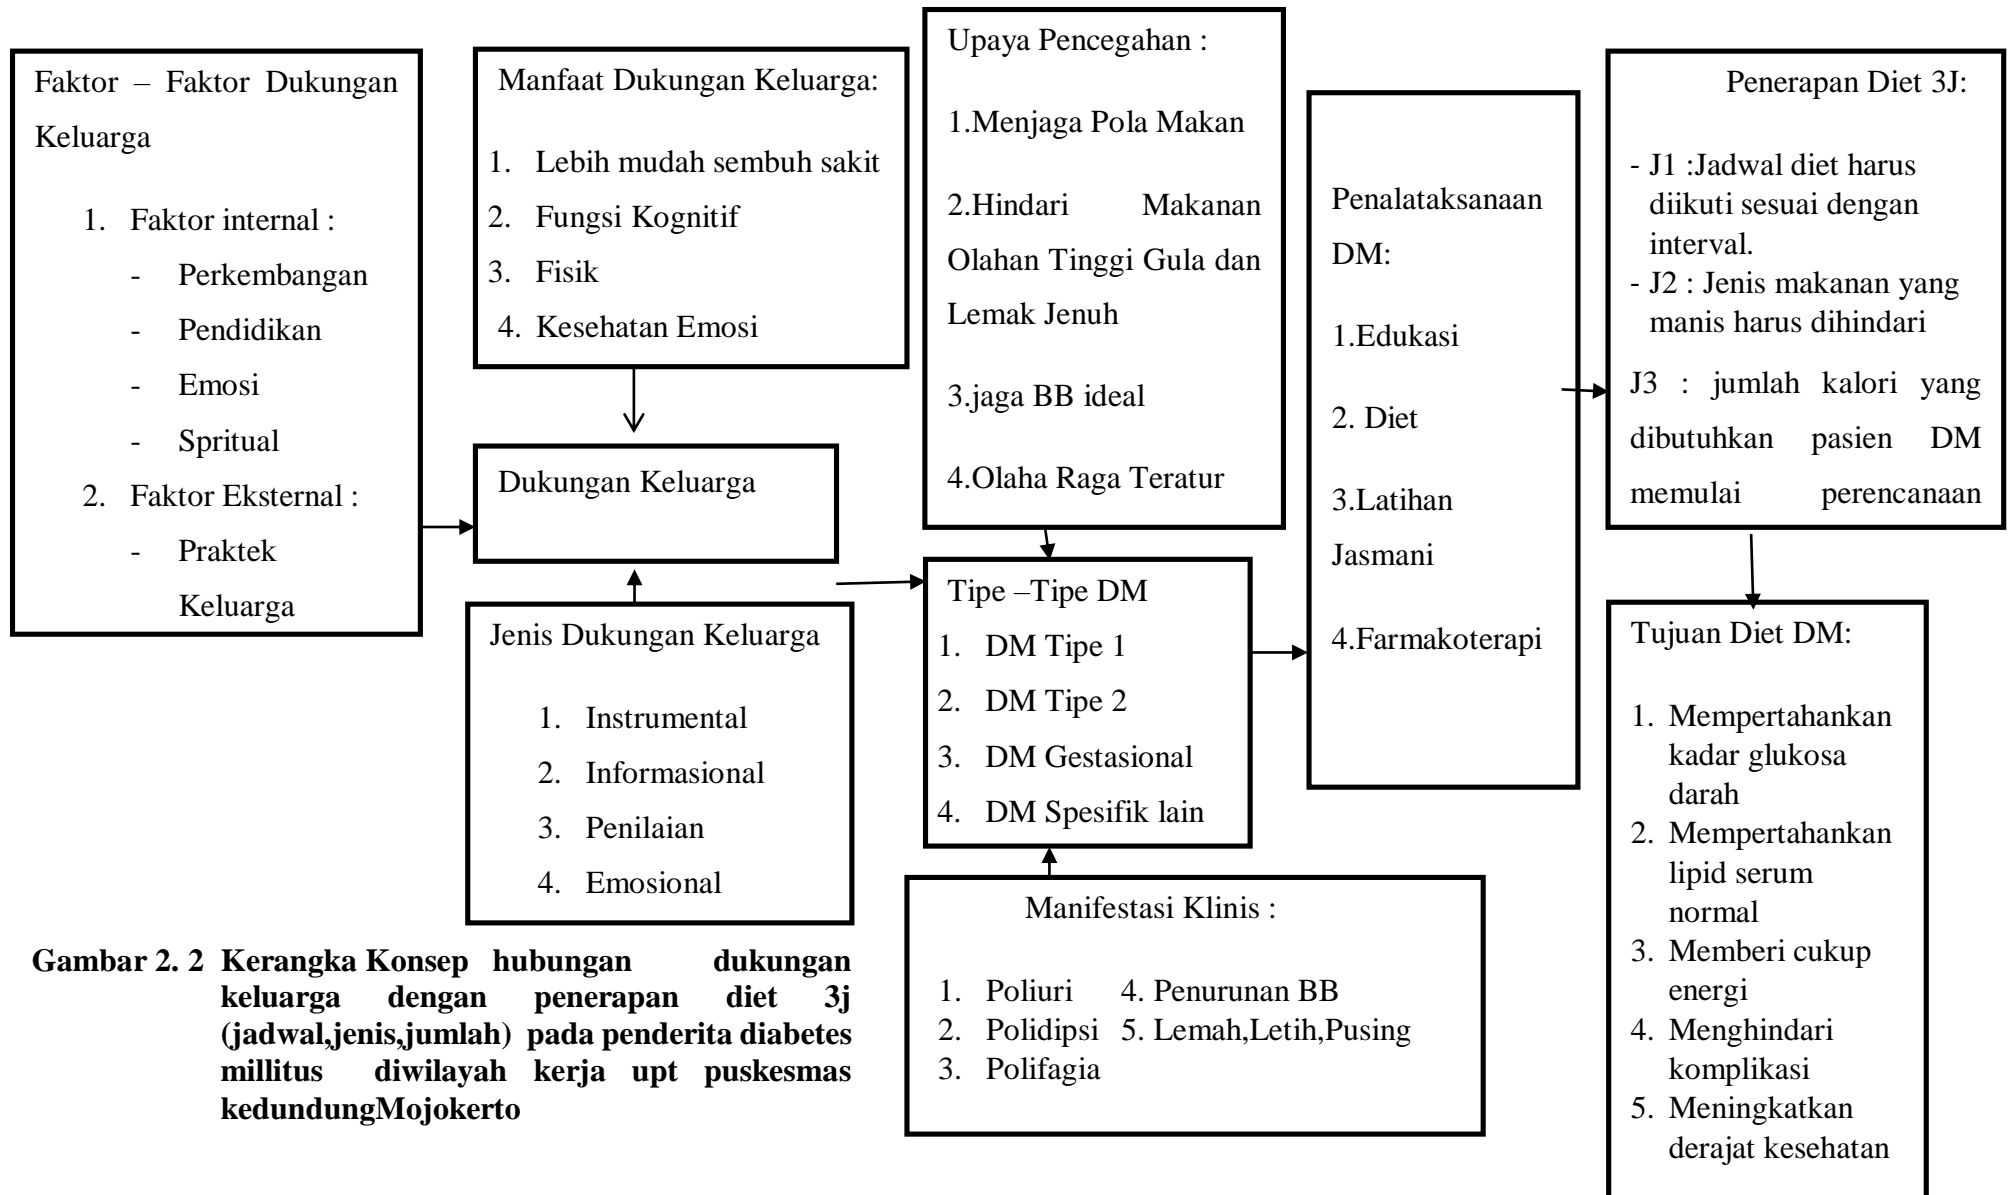 Faktor – Faktor Dukungan
Keluarga
1. Faktor internal :
- Perkembangan
- Pendidikan
- Emosi
- Spritual
2. Faktor Eksternal :
- Praktek
Keluarga
Manfaat Dukungan Keluarga:
1. Lebih mudah sembuh sakit
2. Fungsi Kognitif
3. Fisik
4. Kesehatan Emosi
Dukungan Keluarga
Jenis Dukungan Keluarga
1. Instrumental
2. Informasional
3. Penilaian
4. Emosional
Upaya Pencegahan :
1.Menjaga Pola Makan
2.Hindari Makanan
Olahan Tinggi Gula dan
Lemak Jenuh
3.jaga BB ideal
4.Olaha Raga Teratur
Tipe –Tipe DM
1. DM Tipe 1
2. DM Tipe 2
3. DM Gestasional
4. DM Spesifik lain
Manifestasi Klinis :
1. Poliuri 4. Penurunan BB
2. Polidipsi 5. Lemah,Letih,Pusing
3. Polifagia
Penalataksanaan
DM:
1.Edukasi
2. Diet
3.Latihan
Jasmani
4.Farmakoterapi
Penerapan Diet 3J:
- J1 :Jadwal diet harus
diikuti sesuai dengan
interval.
- J2 : Jenis makanan yang
manis harus dihindari
J3 : jumlah kalori yang
dibutuhkan pasien DM
memulai perencanaan
Tujuan Diet DM:
1. Mempertahankan
kadar glukosa
darah
2. Mempertahankan
lipid serum
normal
3. Memberi cukup
energi
4. Menghindari
komplikasi
5. Meningkatkan
derajat kesehatan
Gambar 2. 2 Kerangka Konsep hubungan dukungan
keluarga dengan penerapan diet 3j
(jadwal,jenis,jumlah) pada penderita diabetes
millitus diwilayah kerja upt puskesmas
kedundungMojokerto